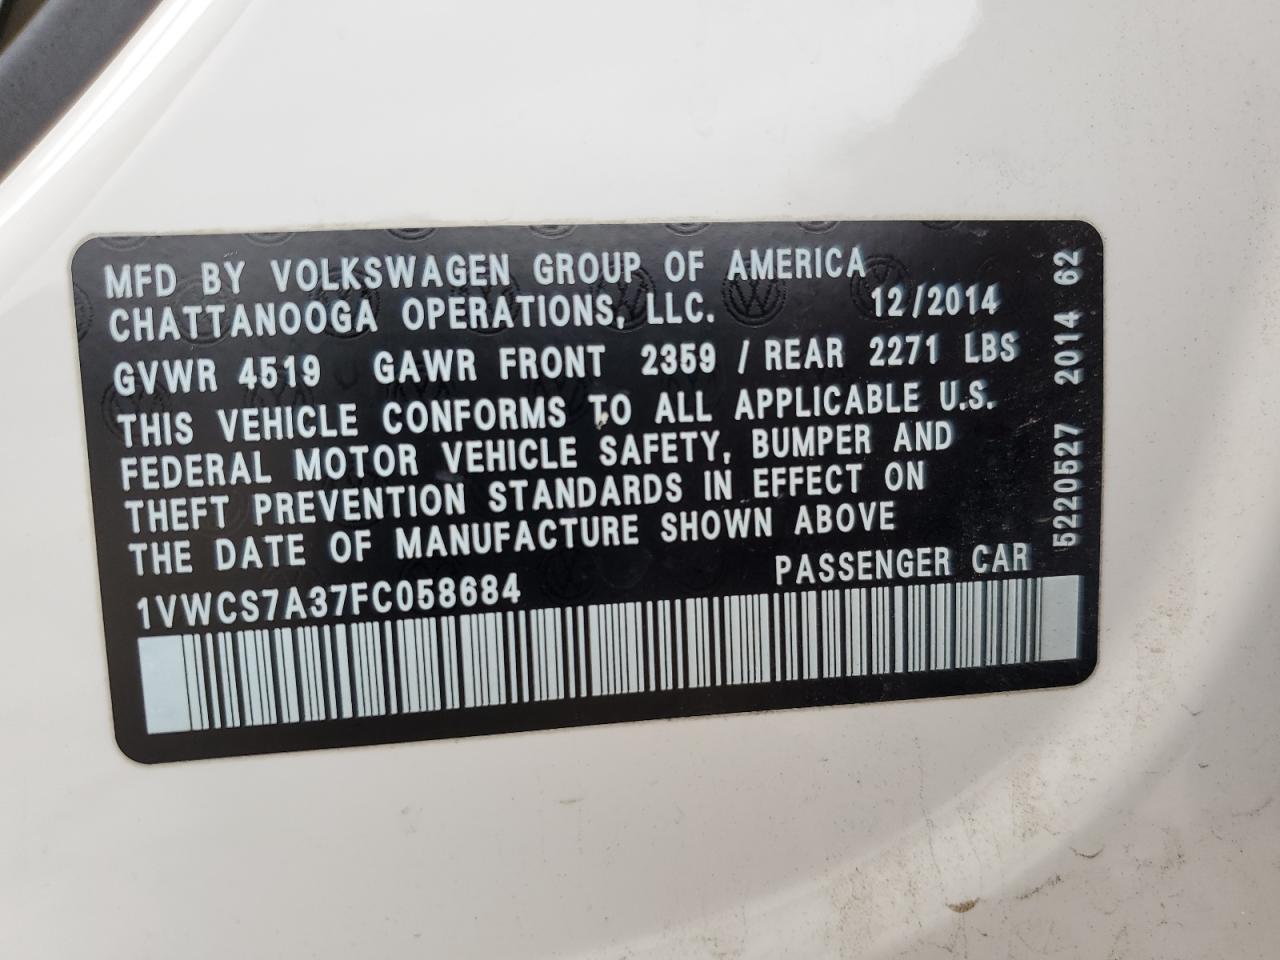 MFD BY VOLKSWAGEN GROUP OF AMERICA
CHATTANOOGA OPERATIONS, LLC. 12/2014
GVWR 4519 GAWR FRONT 2359 / REAR 2271 LBS
THIS VEHICLE CONFORMS TO ALL APPLICABLE U.S.
FEDERAL MOTOR VEHICLE SAFETY, BUMPER AND
THEFT PREVENTION STANDARDS IN EFFECT ON
THE DATE OF MANUFACTURE SHOWN ABOVE
1VWCS7A37FC058684 PASSENGER CAR
5220527 2014 62